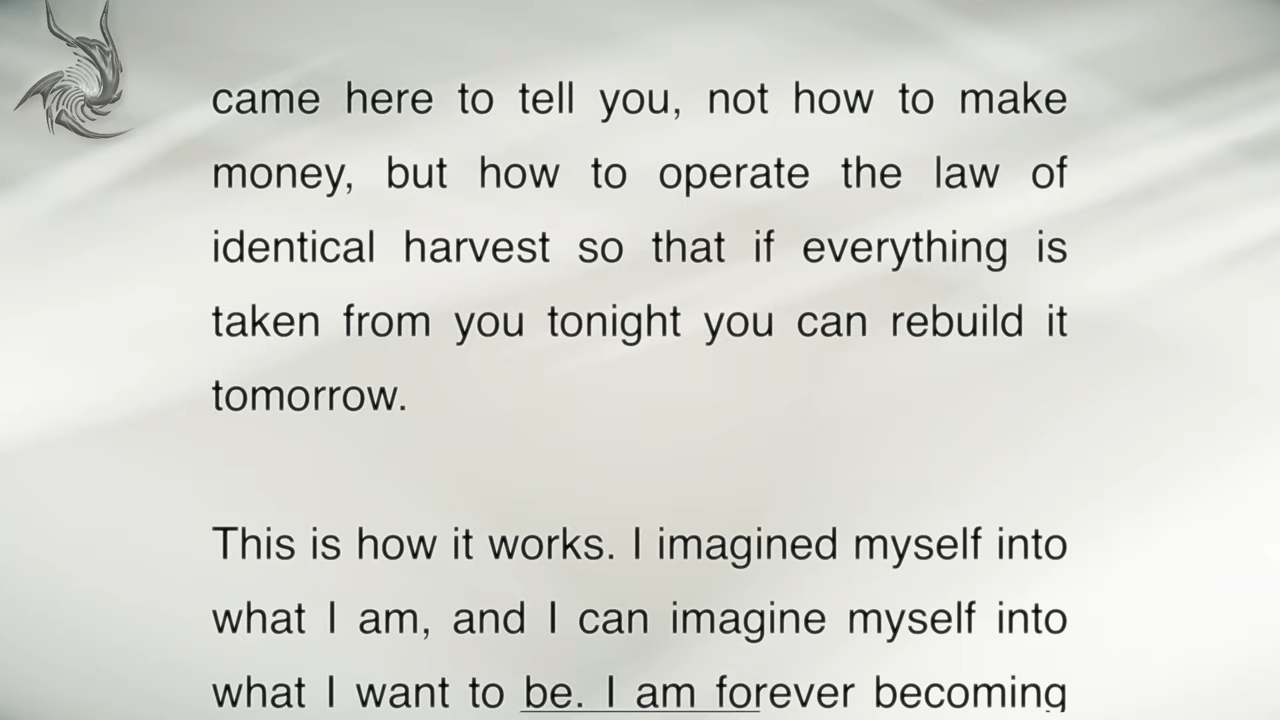 came here to tell you, not how to make
money, but how to operate the law of
identical harvest so that if everything is
taken from you tonight you can rebuild it
tomorrow.
This is how it works. I imagined myself into
what I am, and I can imagine myself into
what I want to be. I am forever becoming